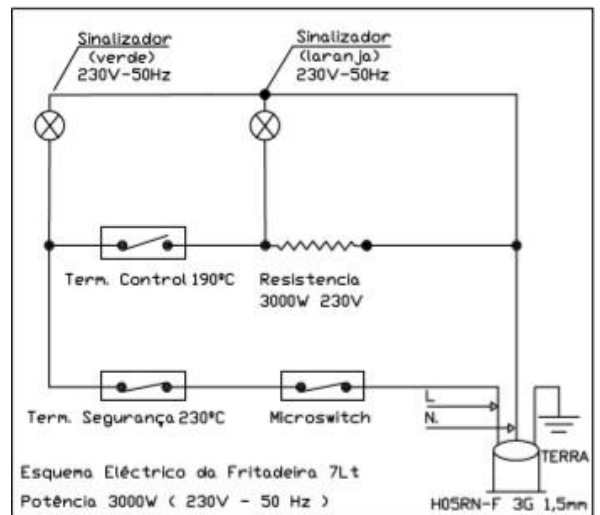 Sinalizador
(verde)
230V-50Hz
Sinalizador
(laranja)
230V-50Hz
Term. Control 190ºC
Resistencia
3000W 230V
Term. Segurança 230ºC
Microswitch
L
N.
TERRA
Esquema Eléctrico da Fritadeira 7Lt
Potência 3000W ( 230V - 50 Hz )
H05RN-F 3G 1,5mm